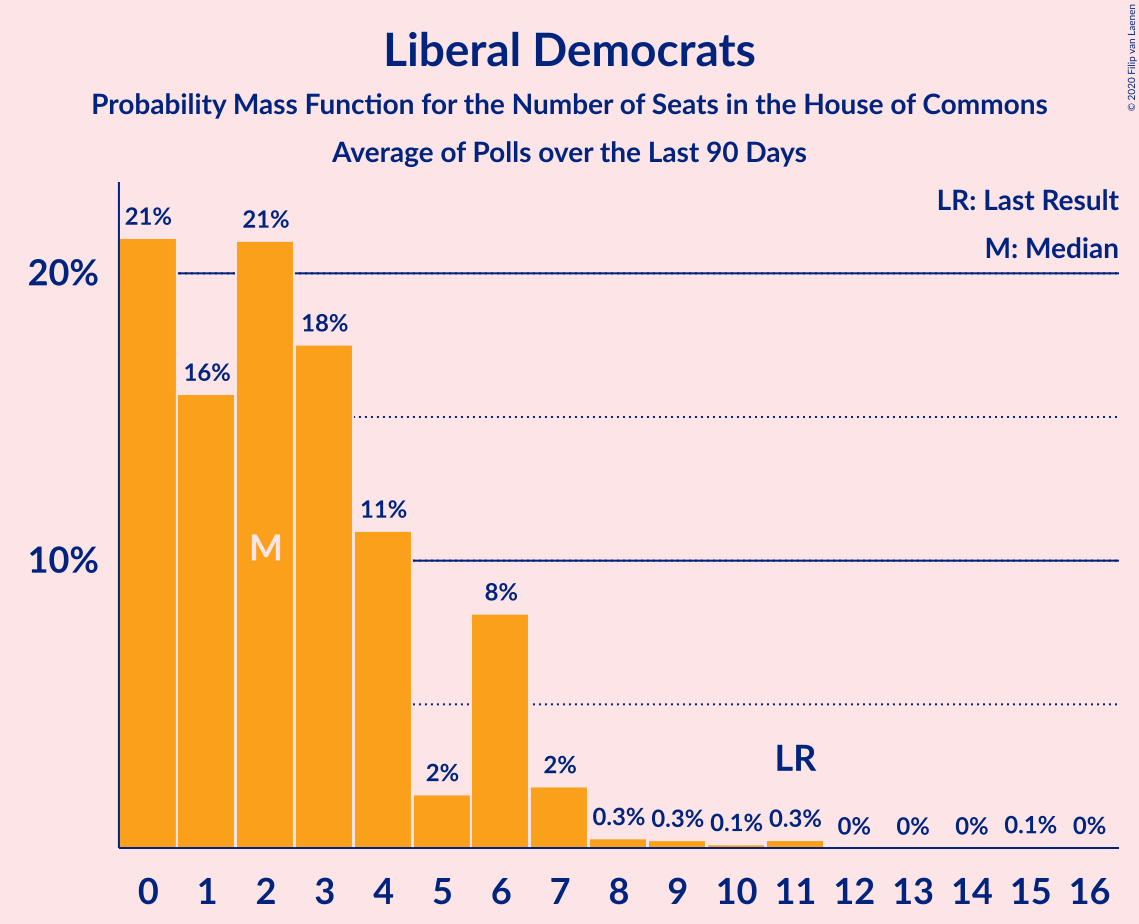 Liberal Democrats
Probability Mass Function for the Number of Seats in the House of Commons
Average of Polls over the Last 90 Days
© 2020 Filip van Laenen
LR: Last Result
M: Median
20%
10%
21%
16%
21%
18%
11%
2%
8%
2%
0.3%
0.3%
0.1%
0.3%
0%
0%
0%
0.1%
0%
M
LR
0 1 2 3 4 5 6 7 8 9 10 11 12 13 14 15 16